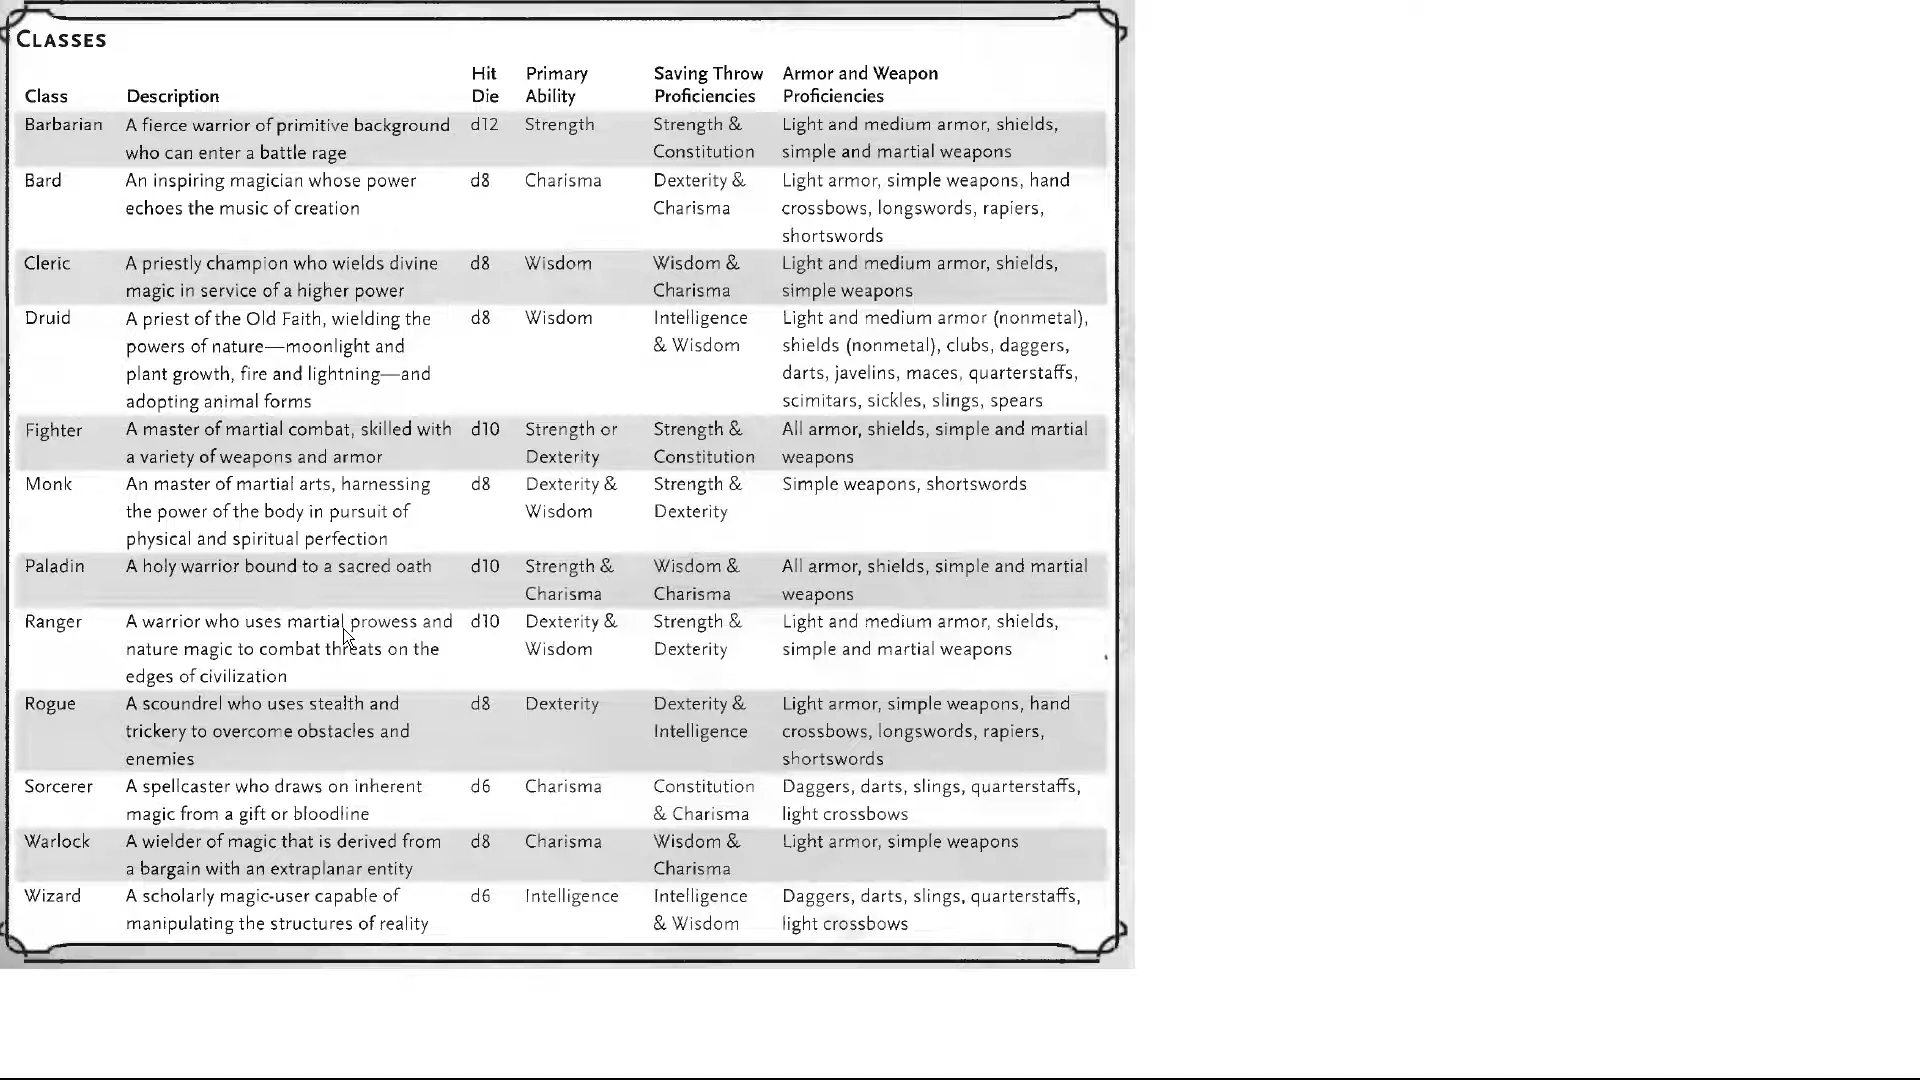 CLASSES
Hit Primary Saving Throw Armor and Weapon
Class Description Die Ability Proficiencies Proficiencies
Barbarian A fierce warrior of primitive background d12 Strength Strength & Light and medium armor, shields,
who can enter a battle rage Constitution simple and martial weapons
Bard An inspiring magician whose power d8 Charisma Dexterity & Light armor, simple weapons, hand
echoes the music of creation Charisma crossbows, longswords, rapiers,
shortswords
Cleric A priestly champion who wields divine d8 Wisdom Wisdom & Light and medium armor, shields,
magic in service of a higher power Charisma simple weapons
Druid A priest of the Old Faith, wielding the d8 Wisdom Intelligence Light and medium armor (nonmetal),
powers of nature—moonlight and & Wisdom shields (nonmetal), clubs, daggers,
plant growth, fire and lightning—and darts, javelins, maces, quarterstaffs,
adopting animal forms scimitars, sickles, slings, spears
Fighter A master of martial combat, skilled with d10 Strength or Strength & All armor, shields, simple and martial
a variety of weapons and armor Dexterity Constitution weapons
Monk An master of martial arts, harnessing d8 Dexterity & Strength & Simple weapons, shortswords
the power of the body in pursuit of Wisdom Dexterity
physical and spiritual perfection
Paladin A holy warrior bound to a sacred oath d10 Strength & Wisdom & All armor, shields, simple and martial
Charisma Charisma weapons
Ranger A warrior who uses martial prowess and d10 Dexterity & Strength & Light and medium armor, shields,
nature magic to combat threats on the Wisdom Dexterity simple and martial weapons
edges of civilization
Rogue A scoundrel who uses stealth and d8 Dexterity Dexterity & Light armor, simple weapons, hand
trickery to overcome obstacles and Intelligence crossbows, longswords, rapiers,
enemies shortswords
Sorcerer A spellcaster who draws on inherent d6 Charisma Constitution Daggers, darts, slings, quarterstaffs,
magic from a gift or bloodline & Charisma light crossbows
Warlock A wielder of magic that is derived from d8 Charisma Wisdom & Light armor, simple weapons
a bargain with an extraplanar entity Charisma
Wizard A scholarly magic-user capable of d6 Intelligence Intelligence Daggers, darts, slings, quarterstaffs,
manipulating the structures of reality & Wisdom light crossbows